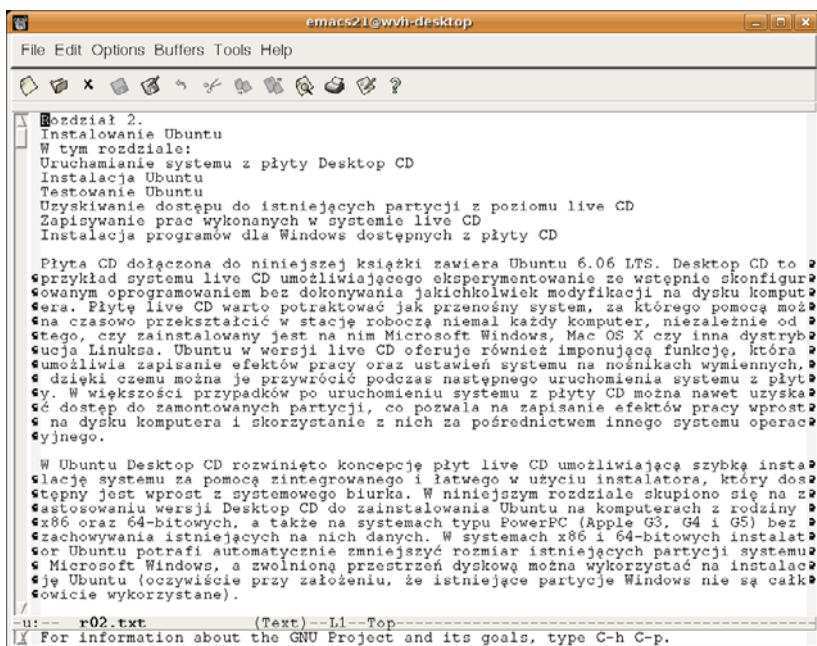 emacs21@wvh-desktop
File Edit Options Buffers Tools Help
Rozdział 2.
Instalowanie Ubuntu
W tym rozdziale:
Uruchamianie systemu z płyty Desktop CD
Instalacja Ubuntu
Testowanie Ubuntu
Uzyskiwanie dostępu do istniejących partycji z poziomu live CD
Zapisywanie prac wykonanych w systemie live CD
Instalacja programów dla Windows dostępnych z płyty CD
Płyta CD dołączona do niniejszej książki zawiera Ubuntu 6.06 LTS. Desktop CD to
przykład systemu live CD umożliwiającego eksperymentowanie ze wstępnie skonfigur
owanym oprogramowaniem bez dokonywania jakichkolwiek modyfikacji na dysku komput
era. Płytę live CD warto potraktować jak przenośny system, za którego pomocą moż
na czasowo przekształcić w stację roboczą niemal każdy komputer, niezależnie od
tego, czy zainstalowany jest na nim Microsoft Windows, Mac OS X czy inna dystryb
ucja Linuksa. Ubuntu w wersji live CD oferuje również imponującą funkcję, która
umożliwia zapisanie efektów pracy oraz ustawień systemu na nośnikach wymiennych,
dzięki czemu można je przywrócić podczas następnego uruchomienia systemu z płyt
y. W większości przypadków po uruchomieniu systemu z płyty CD można nawet uzyska
ć dostęp do zamontowanych partycji, co pozwala na zapisanie efektów pracy wprost
na dysku komputera i skorzystanie z nich za pośrednictwem innego systemu operac
yjnego.
W Ubuntu Desktop CD rozwinięto koncepcję płyt live CD umożliwiającą szybką insta
lację systemu za pomocą zintegrowanego i łatwego w użyciu instalatora, który dos
tępny jest wprost z systemowego biurka. W niniejszym rozdziale skupiono się na z
astosowaniu wersji Desktop CD do zainstalowania Ubuntu na komputerach z rodziny
x86 oraz 64-bitowych, a także na systemach typu PowerPC (Apple G3, G4 i G5) bez
zachowywania istniejących na nich danych. W systemach x86 i 64-bitowych instalat
or Ubuntu potrafi automatycznie zmniejszyć rozmiar istniejących partycji systemu
Microsoft Windows, a zwolnioną przestrzeń dyskową można wykorzystać na instalac
ję Ubuntu (oczywiście przy założeniu, że istniejące partycje Windows nie są całk
owicie wykorzystane).
-u:-- r02.txt (Text)--L1--Top----------
For information about the GNU Project and its goals, type C-h C-p.